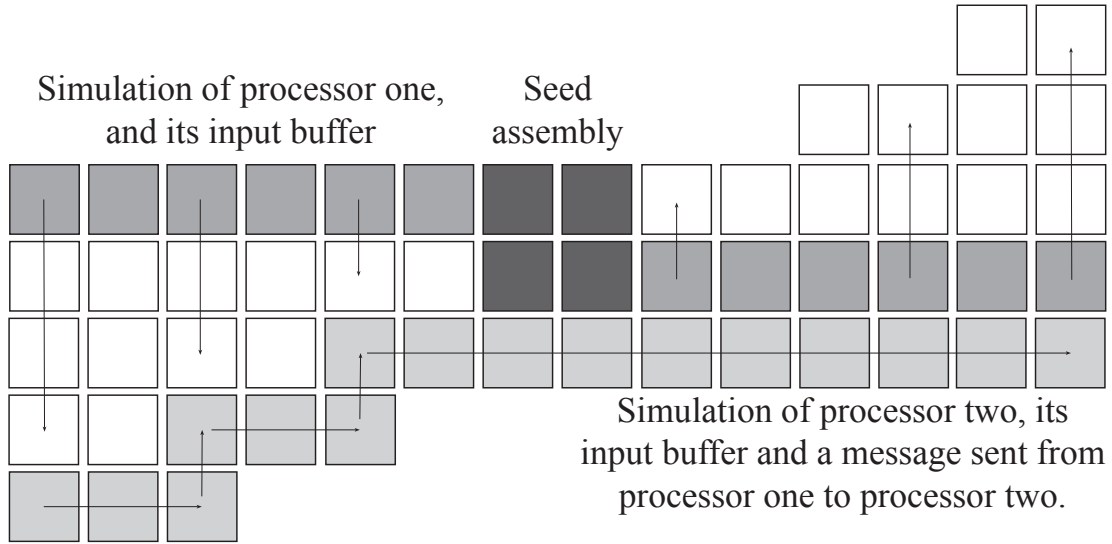 Simulation of processor one,
and its input buffer
Seed
assembly
Simulation of processor two, its
input buffer and a message sent from
processor one to processor two.